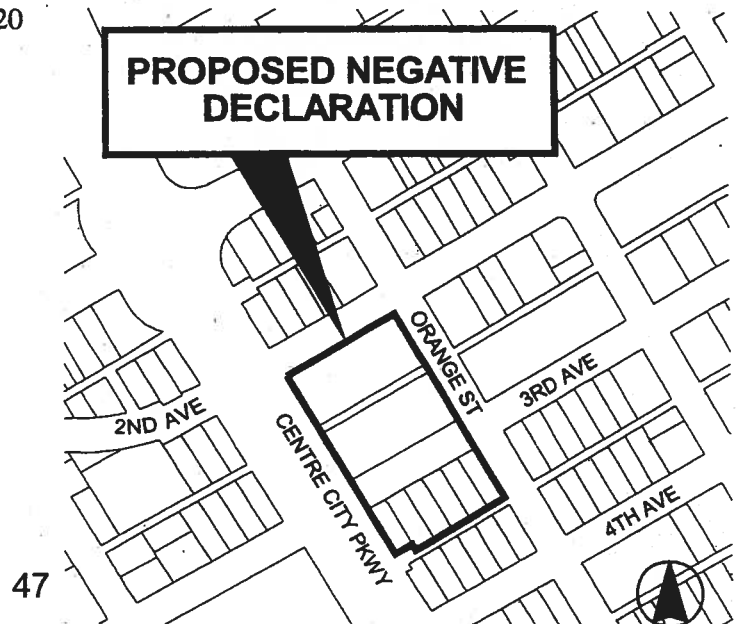 20
PROPOSED NEGATIVE
DECLARATION
ORANGE ST
3RD AVE
2ND AVE
CENTRE CITY PKWY
4TH AVE
47